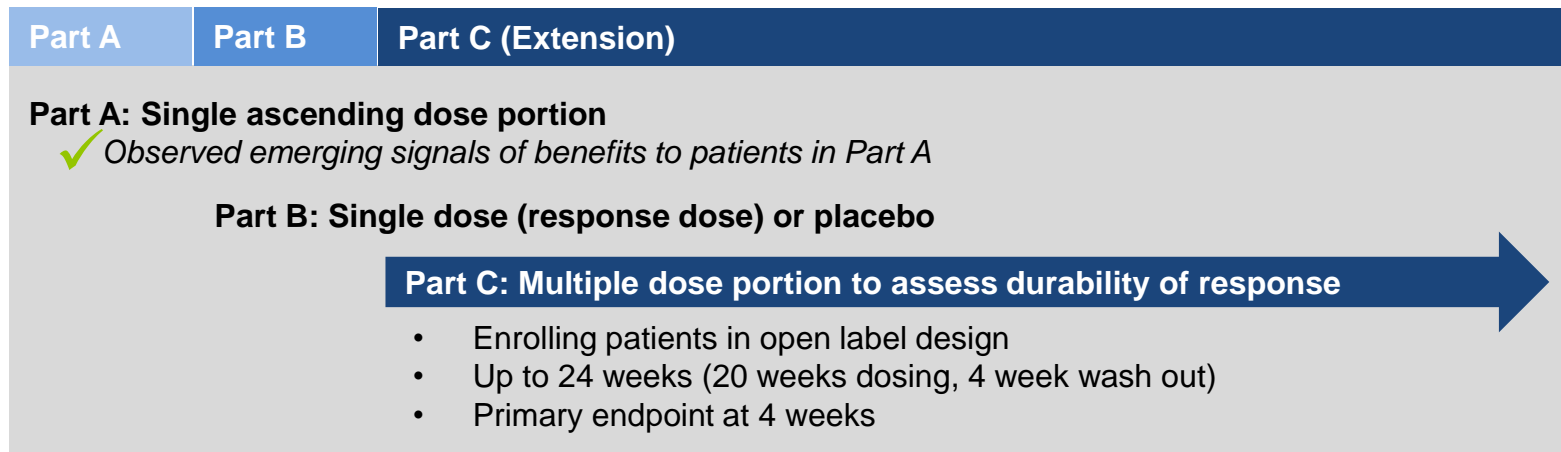 Part A Part B Part C (Extension)
Part A: Single ascending dose portion
✓ Observed emerging signals of benefits to patients in Part A
Part B: Single dose (response dose) or placebo
Part C: Multiple dose portion to assess durability of response
• Enrolling patients in open label design
• Up to 24 weeks (20 weeks dosing, 4 week wash out)
• Primary endpoint at 4 weeks